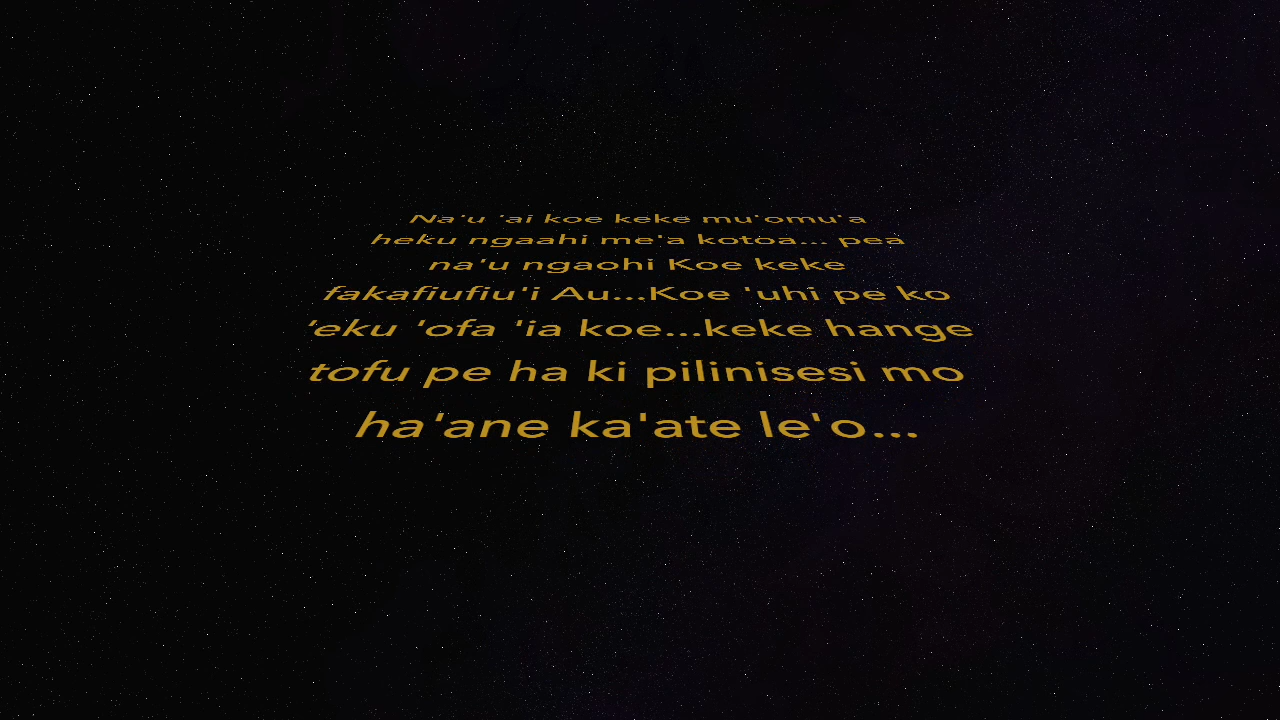 Na'u 'ai koe keke mu'omu'a
heku ngaahi me'a kotoa... pea
na'u ngaohi Koe keke
fakafiufiu'i Au...Koe 'uhi pe ko
'eku 'ofa 'ia koe...keke hange
tofu pe ha ki pilinisesi mo
ha'ane ka'ate le'o...